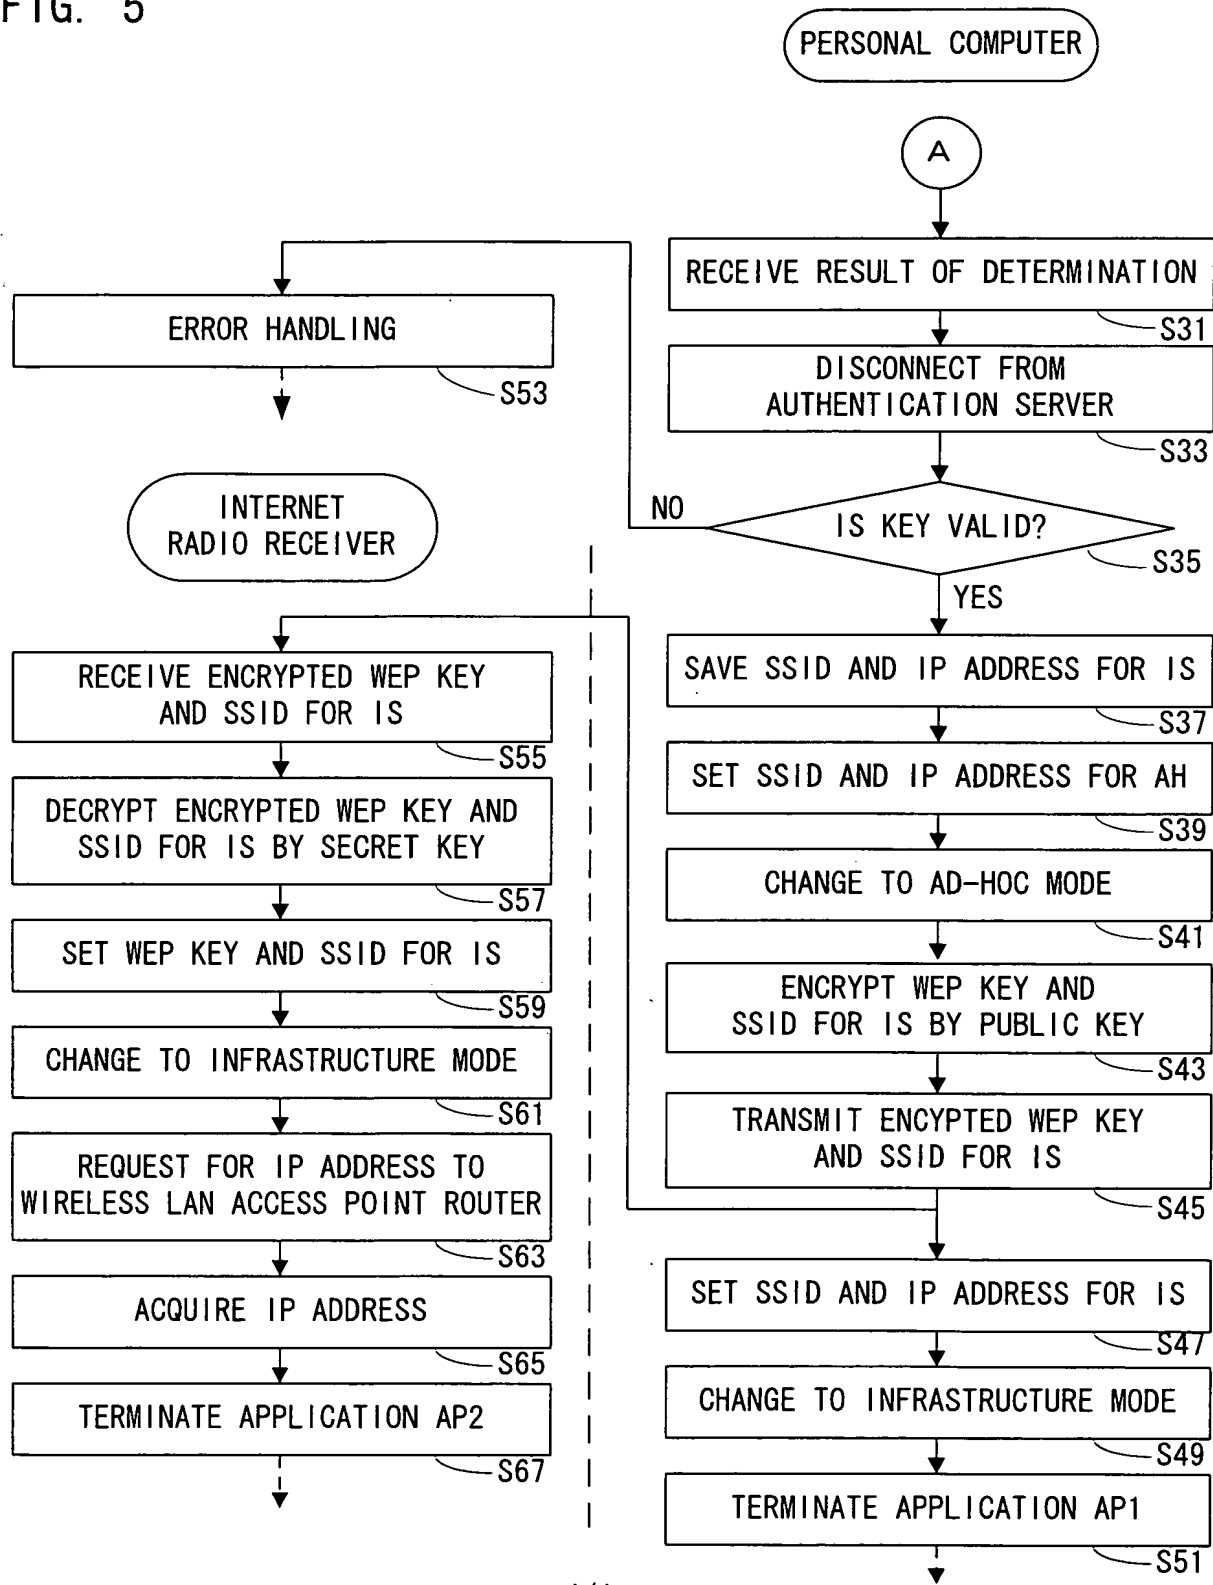 FIG. 5
PERSONAL COMPUTER
A
RECEIVE RESULT OF DETERMINATION
S31
DISCONNECT FROM
AUTHENTICATION SERVER
S33
IS KEY VALID?
S35
NO
YES
ERROR HANDLING
S53
SAVE SSID AND IP ADDRESS FOR IS
S37
SET SSID AND IP ADDRESS FOR AH
S39
CHANGE TO AD-HOC MODE
S41
ENCRYPT WEP KEY AND
SSID FOR IS BY PUBLIC KEY
S43
TRANSMIT ENCYPTED WEP KEY
AND SSID FOR IS
S45
SET SSID AND IP ADDRESS FOR IS
S47
CHANGE TO INFRASTRUCTURE MODE
S49
TERMINATE APPLICATION AP1
S51
INTERNET
RADIO RECEIVER
RECEIVE ENCRYPTED WEP KEY
AND SSID FOR IS
S55
DECRYPT ENCRYPTED WEP KEY AND
SSID FOR IS BY SECRET KEY
S57
SET WEP KEY AND SSID FOR IS
S59
CHANGE TO INFRASTRUCTURE MODE
S61
REQUEST FOR IP ADDRESS TO
WIRELESS LAN ACCESS POINT ROUTER
S63
ACQUIRE IP ADDRESS
S65
TERMINATE APPLICATION AP2
S67